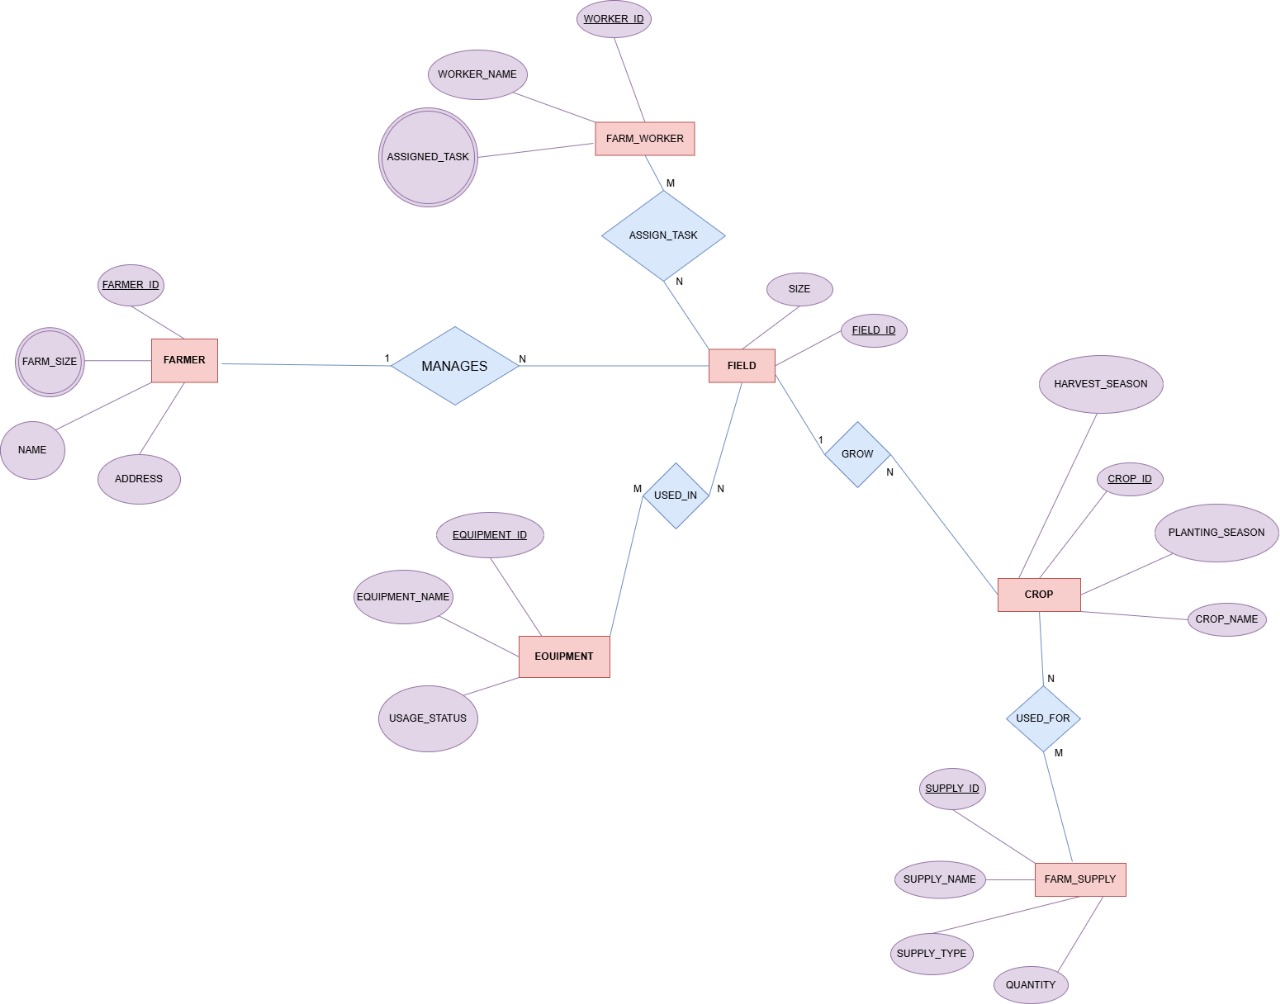 WORKER_ID
WORKER_NAME
FARM_WORKER
ASSIGNED_TASK
M
ASSIGN_TASK
N
FARMER_ID
SIZE
FIELD_ID
FARM_SIZE
FARMER
1
MANAGES
N
FIELD
HARVEST_SEASON
NAME
ADDRESS
1
GROW
N
CROP_ID
M
USED_IN
N
EQUIPMENT_ID
PLANTING_SEASON
EQUIPMENT_NAME
CROP
CROP_NAME
EQUIPMENT
N
USAGE_STATUS
USED_FOR
M
SUPPLY_ID
SUPPLY_NAME
FARM_SUPPLY
SUPPLY_TYPE
QUANTITY